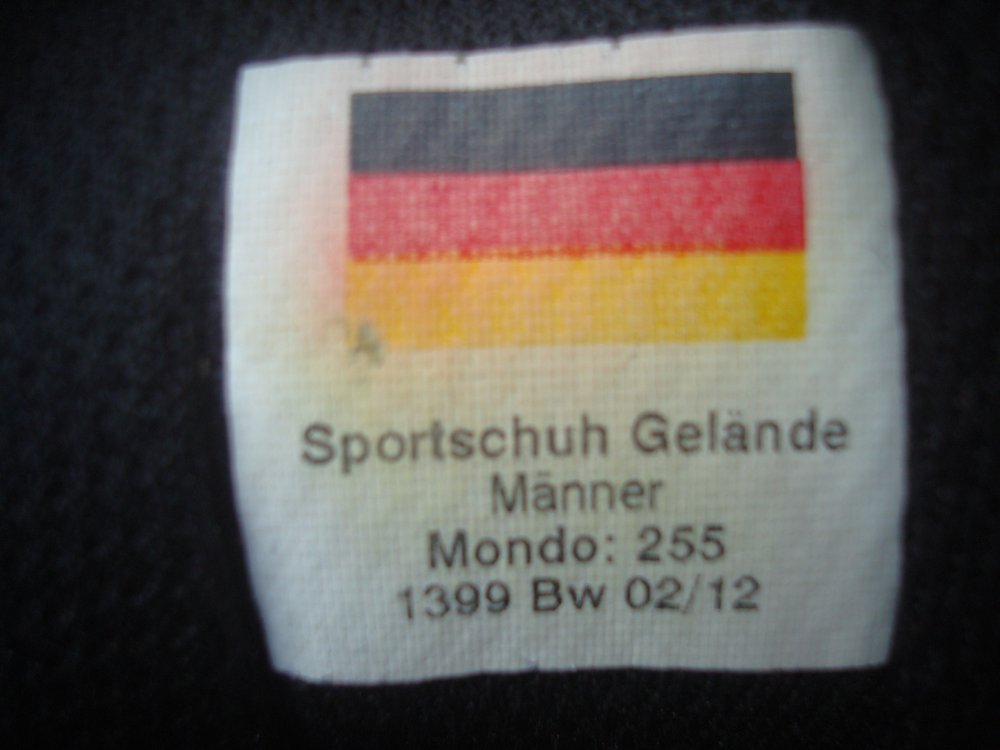 Sportschuh Gelände
Männer
Mondo: 255
1399 Bw 02/12